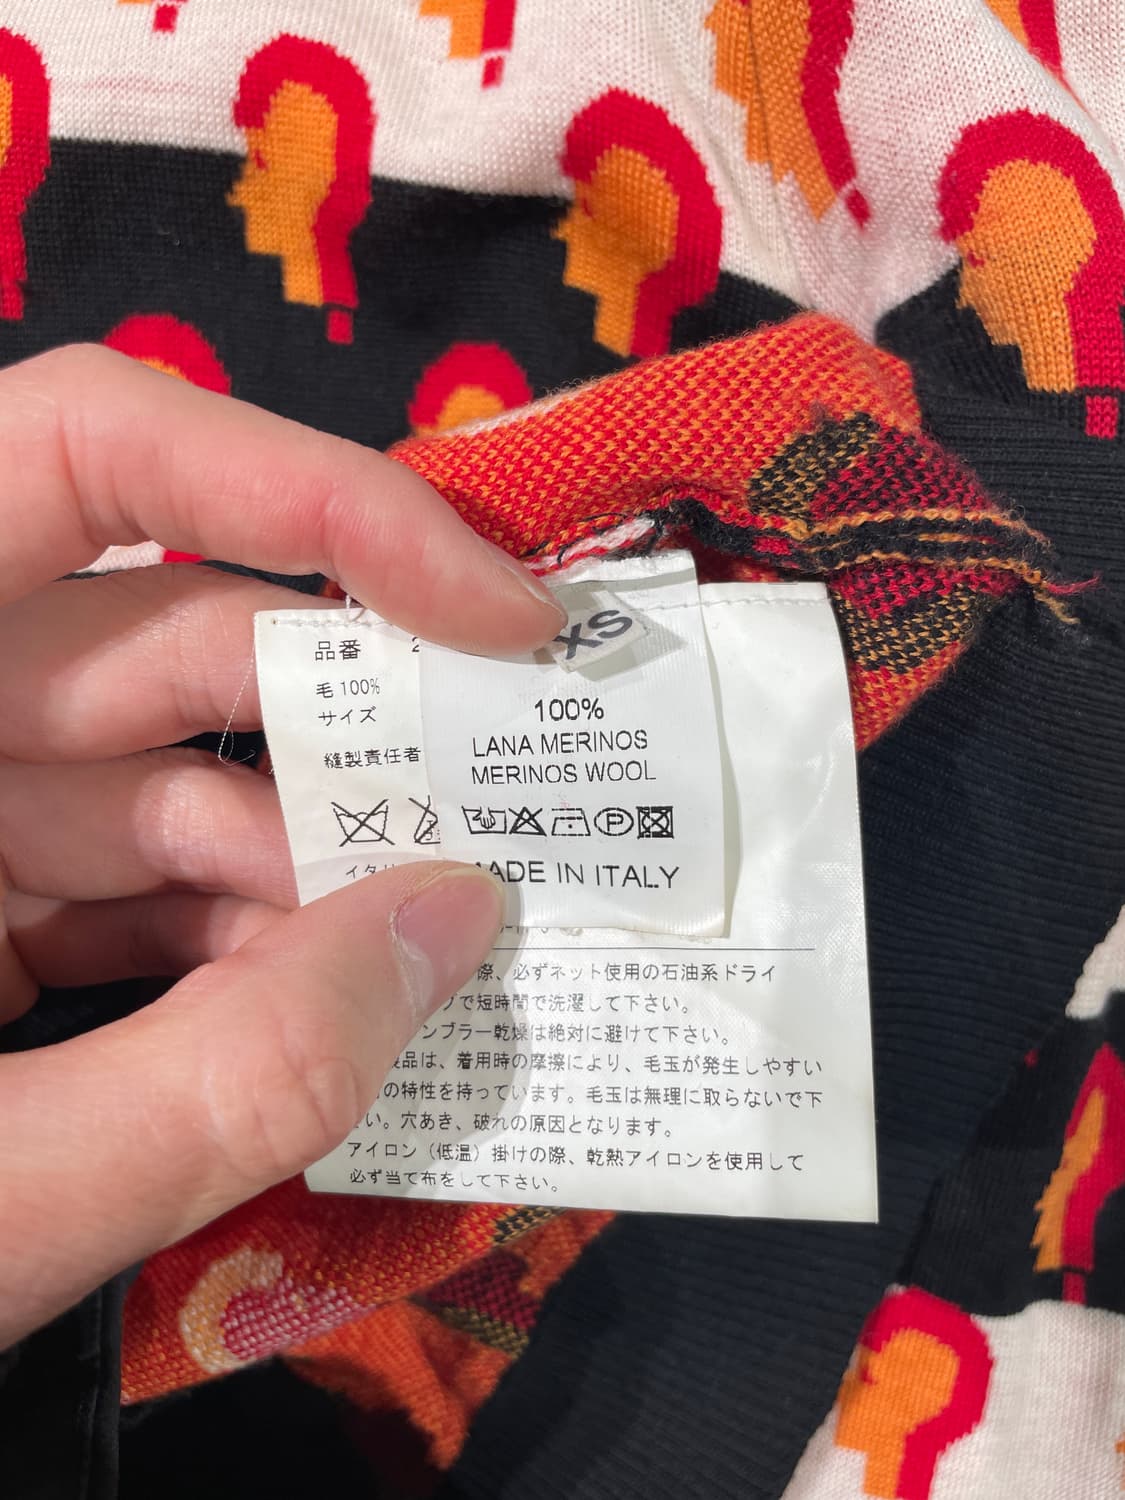 XS
100%
LANA MERINOS
MERINOS WOOL
P
MADE IN ITALY
品番 2
毛 100%
サイズ
縫製責任者
イタリ
際、必ずネット使用の石油系ドライ
グで短時間で洗濯して下さい。
ンブラー乾燥は絶対に避けて下さい。
製品は、着用時の摩擦により、毛玉が発生しやすい
の特性を持っています。毛玉は無理に取らないで下
い。穴あき、破れの原因となります。
アイロン（低温）掛けの際、乾熱アイロンを使用して
必ず当て布をして下さい。